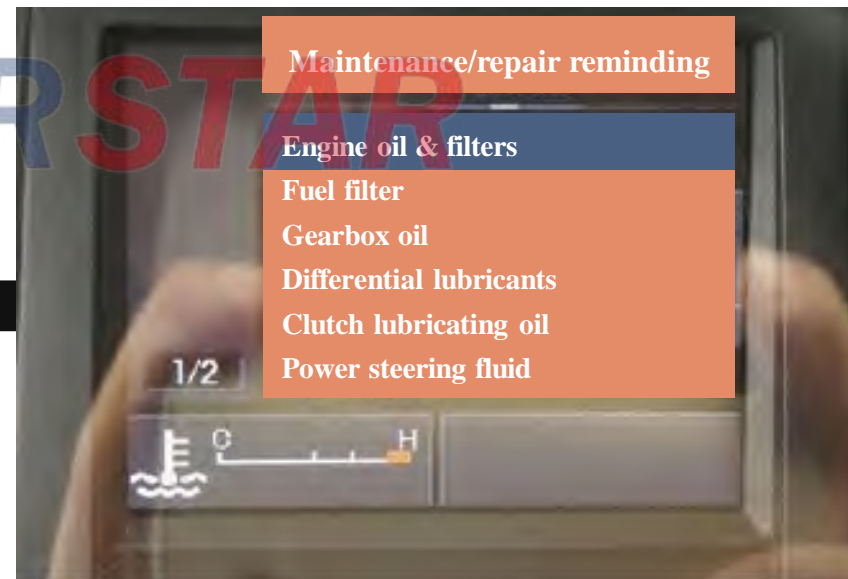 RSTAR
Maintenance/repair reminding
Engine oil & filters
Fuel filter
Gearbox oil
Differential lubricants
Clutch lubricating oil
Power steering fluid
1/2
C H